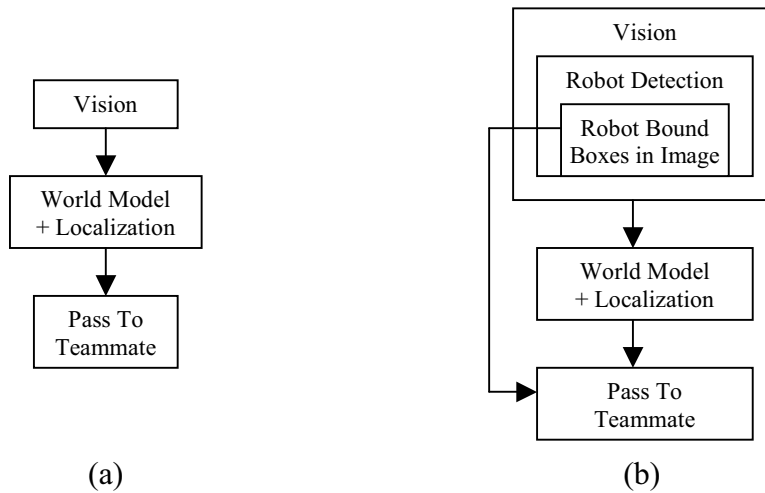 Vision
World Model
+ Localization
Pass To
Teammate
(a)
Vision
Robot Detection
Robot Bound
Boxes in Image
World Model
+ Localization
Pass To
Teammate
(b)